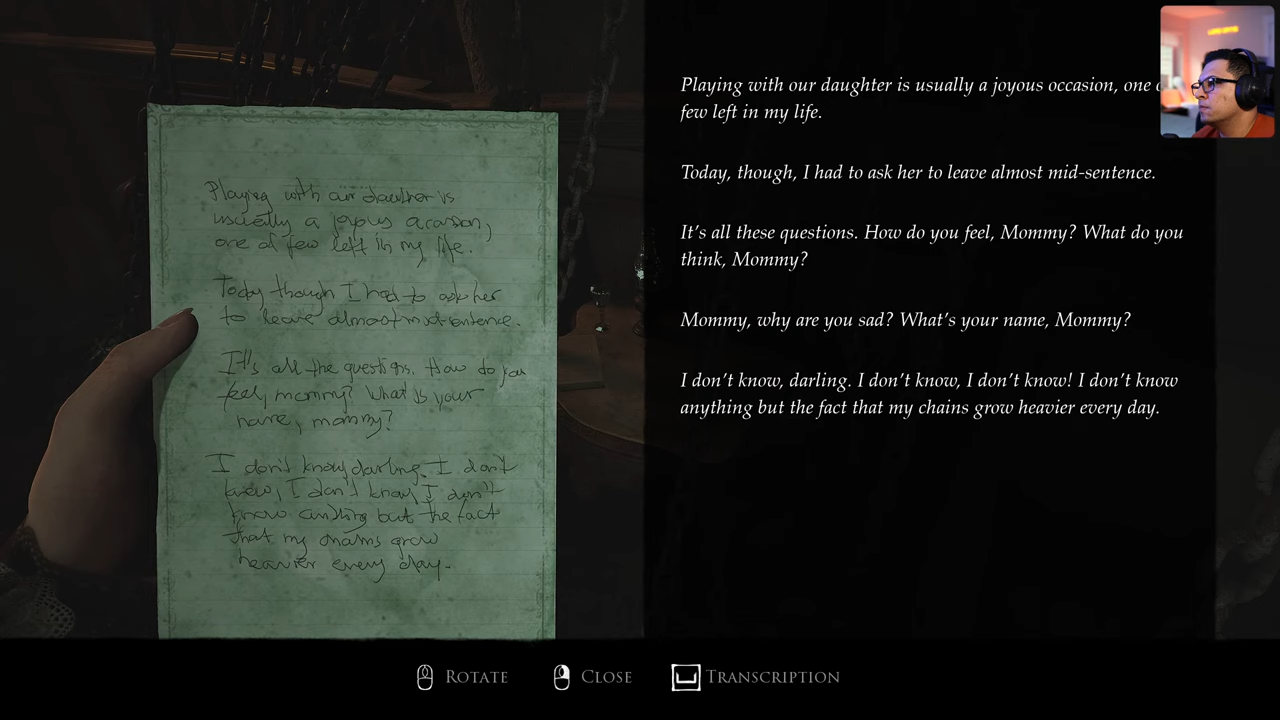 Playing with our daughter is
usually a joyous occasion,
one of few left in my life.
Today though I had to ask her
to leave almost mid-sentence.
It's all the questions. How do you
feel, mommy? What is your
name, mommy?
I don't know, darling. I don't
know, I don't know, I don't
know anything but the fact
that my chains grow
heavier every day.
Playing with our daughter is usually a joyous occasion, one
few left in my life.
Today, though, I had to ask her to leave almost mid-sentence.
It's all these questions. How do you feel, Mommy? What do you
think, Mommy?
Mommy, why are you sad? What's your name, Mommy?
I don't know, darling. I don't know, I don't know! I don't know
anything but the fact that my chains grow heavier every day.
ROTATE
CLOSE
TRANSCRIPTION